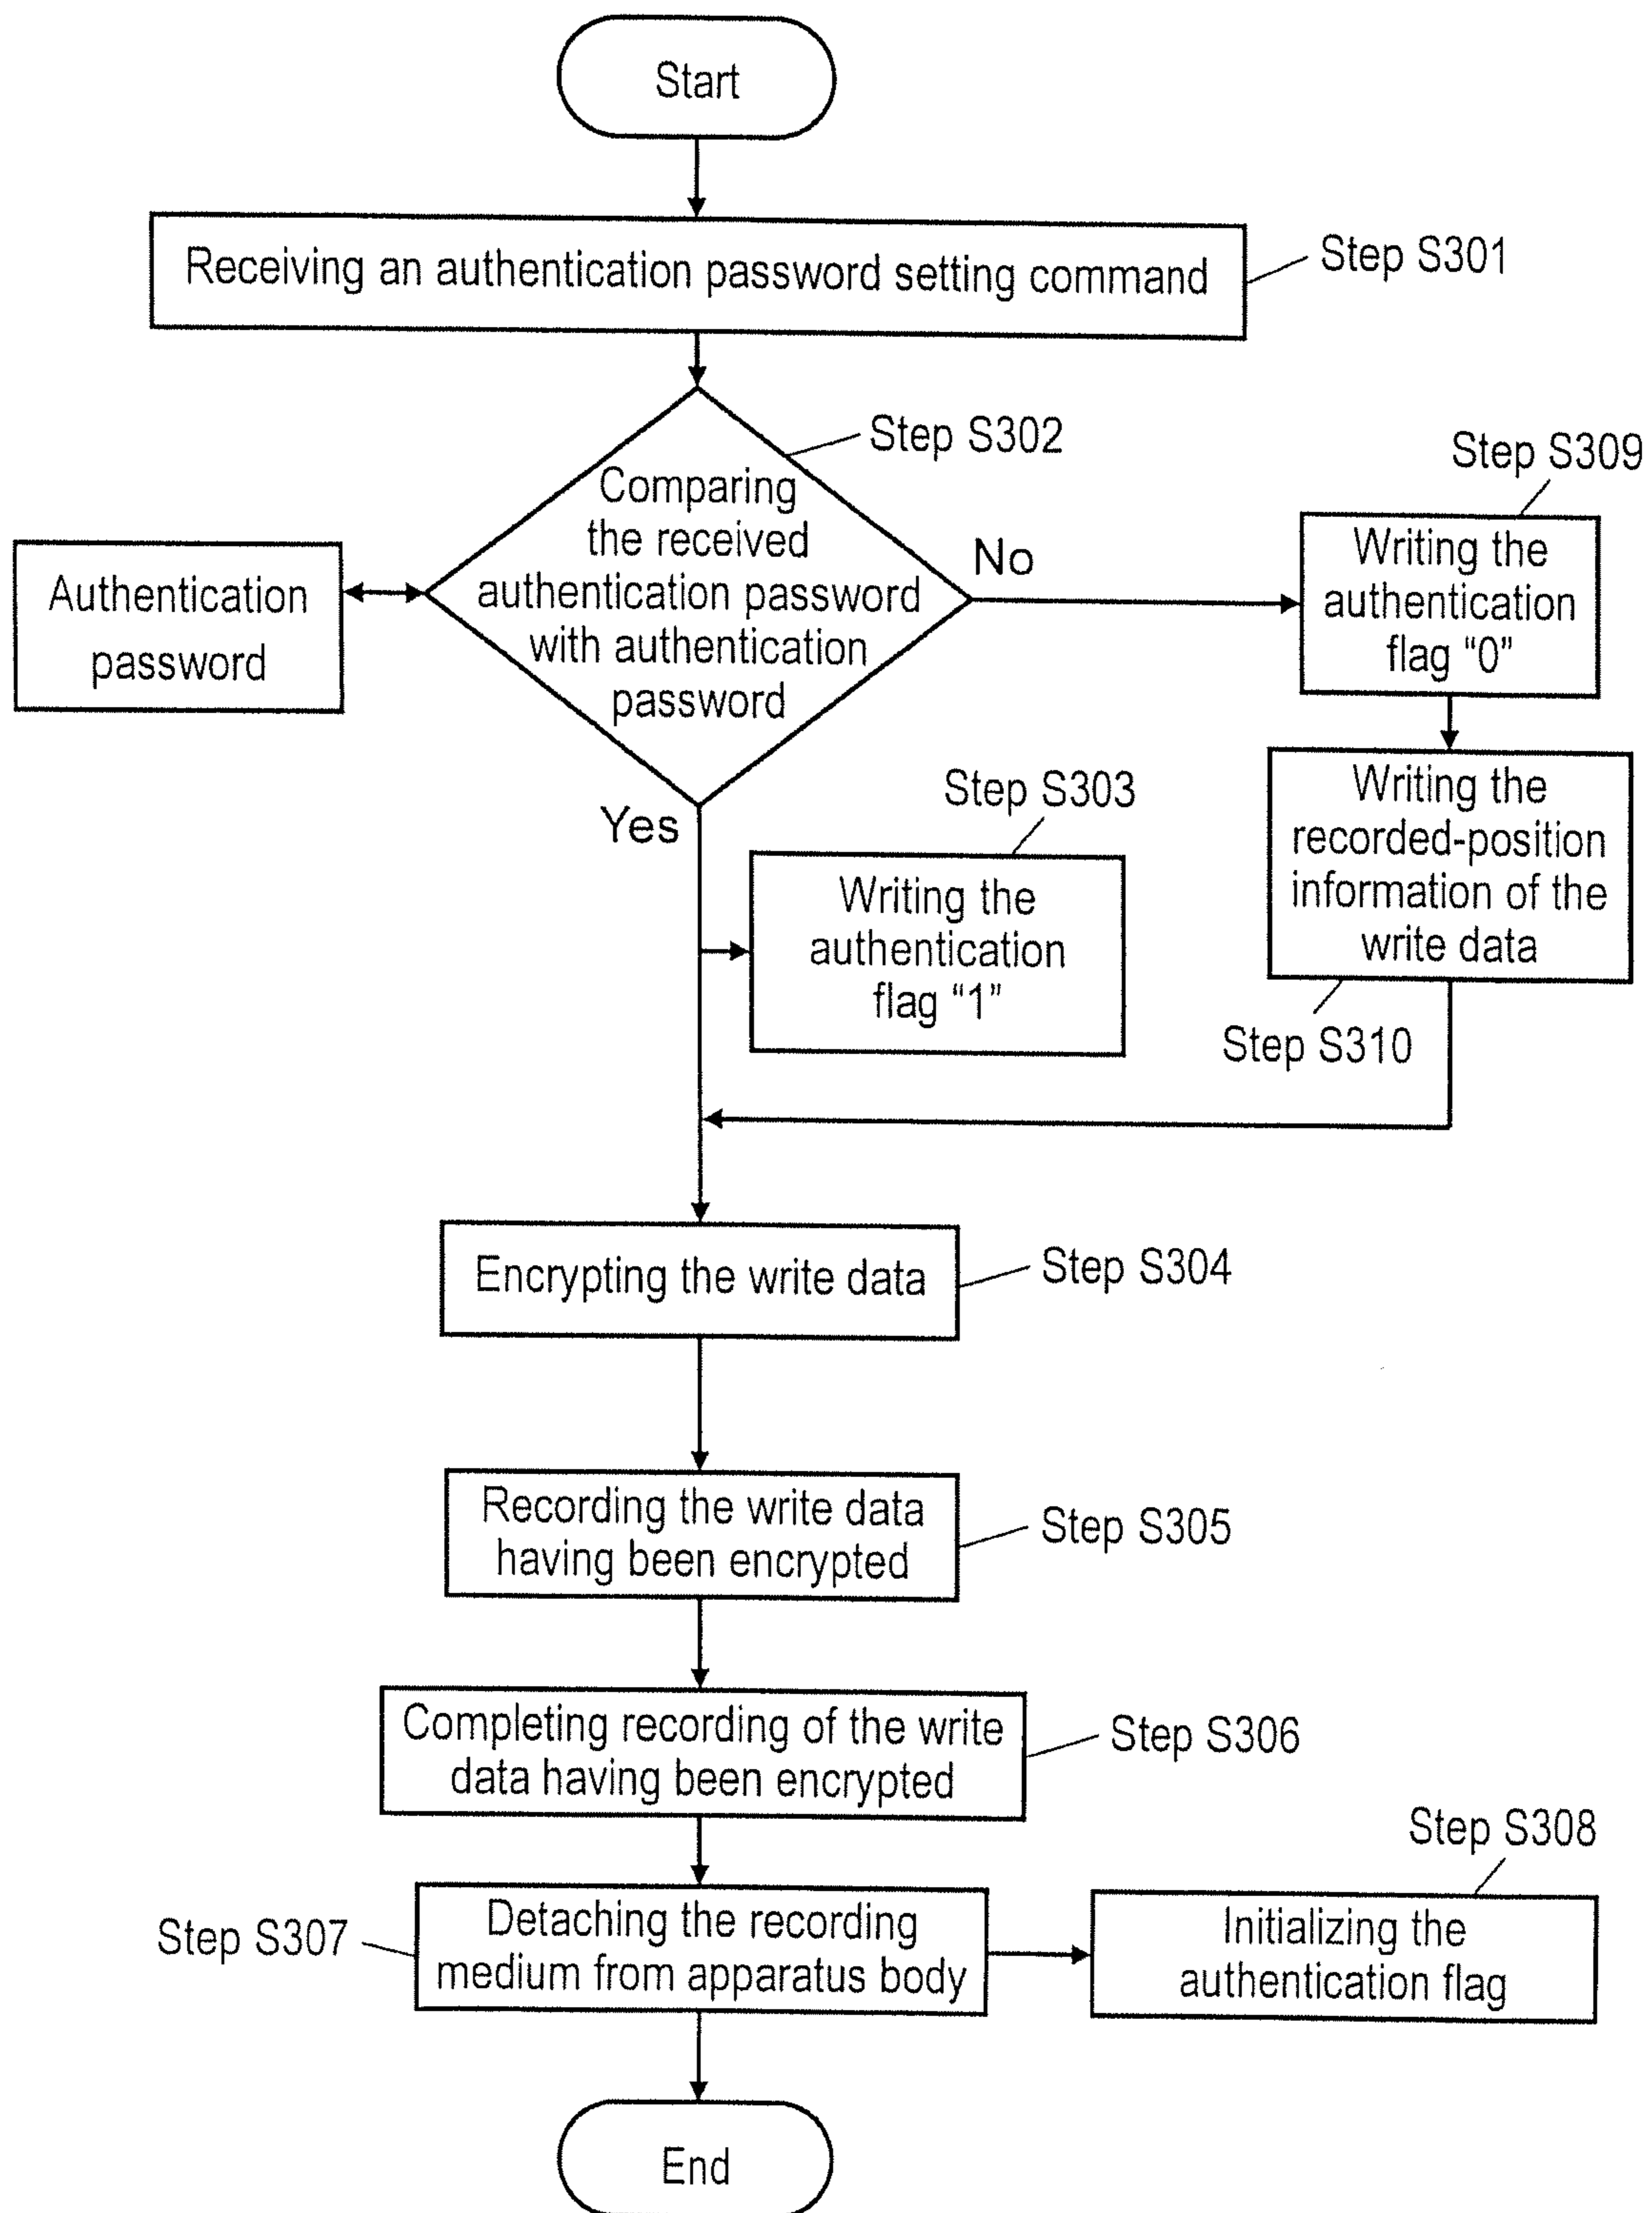 Start
Receiving an authentication password setting command
Step S301
Step S302
Comparing
the received
authentication password
with authentication
password
Authentication
password
No
Step S309
Writing the
authentication
flag “0”
Writing the
recorded-position
information of the
write data
Step S310
Yes
Step S303
Writing the
authentication
flag “1”
Encrypting the write data
Step S304
Recording the write data
having been encrypted
Step S305
Completing recording of the write
data having been encrypted
Step S306
Step S307
Detaching the recording
medium from apparatus body
Step S308
Initializing the
authentication flag
End